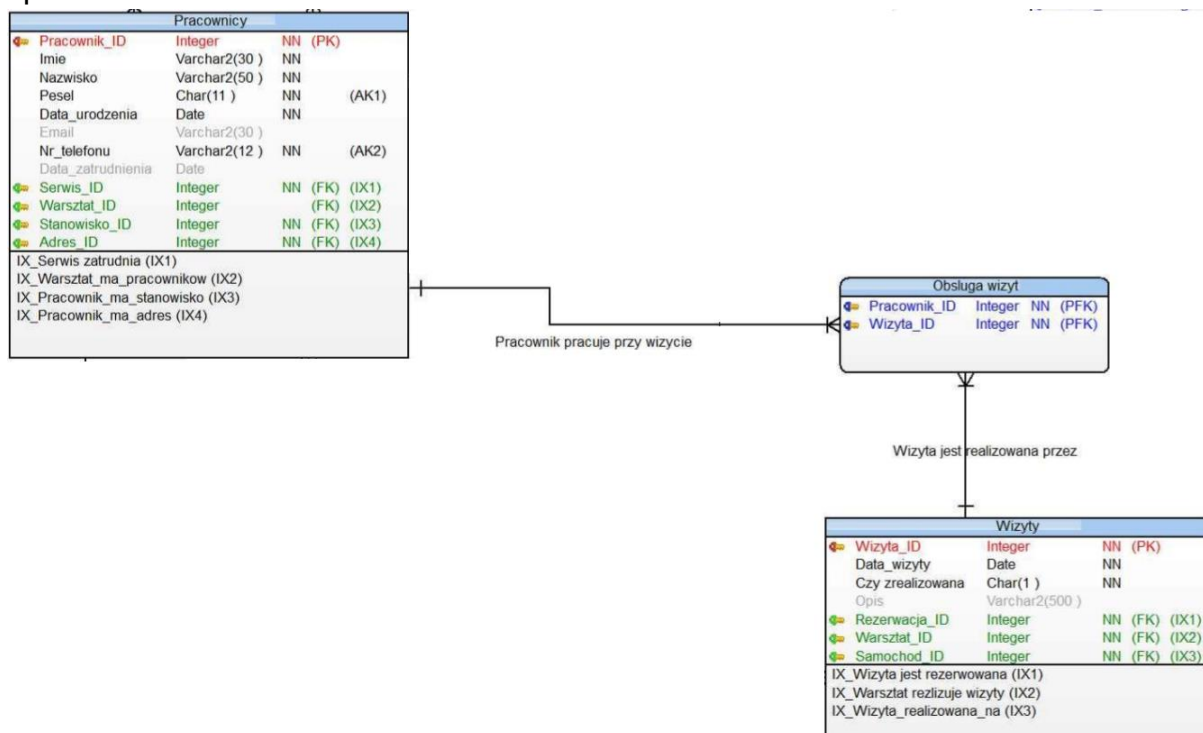 Pracownicy
Pracownik_ID Integer NN (PK)
Imie Varchar2(30 ) NN
Nazwisko Varchar2(50 ) NN
Pesel Char(11 ) NN (AK1)
Data_urodzenia Date NN
Email Varchar2(30 )
Nr_telefonu Varchar2(12 ) NN (AK2)
Data_zatrudnienia Date
Serwis_ID Integer NN (FK) (IX1)
Warsztat_ID Integer (FK) (IX2)
Stanowisko_ID Integer NN (FK) (IX3)
Adres_ID Integer NN (FK) (IX4)
IX_Serwis zatrudnia (IX1)
IX_Warsztat_ma_pracownikow (IX2)
IX_Pracownik_ma_stanowisko (IX3)
IX_Pracownik_ma_adres (IX4)
Pracownik pracuje przy wizycie
Obsluga wizyt
Pracownik_ID Integer NN (PFK)
Wizyta_ID Integer NN (PFK)
Wizyta jest realizowana przez
Wizyty
Wizyta_ID Integer NN (PK)
Data_wizyty Date NN
Czy zrealizowana Char(1 ) NN
Opis Varchar2(500 )
Rezerwacja_ID Integer NN (FK) (IX1)
Warsztat_ID Integer NN (FK) (IX2)
Samochod_ID Integer NN (FK) (IX3)
IX_Wizyta jest rezerwowana (IX1)
IX_Warsztat rezlizuje wizyty (IX2)
IX_Wizyta_realizowana_na (IX3)